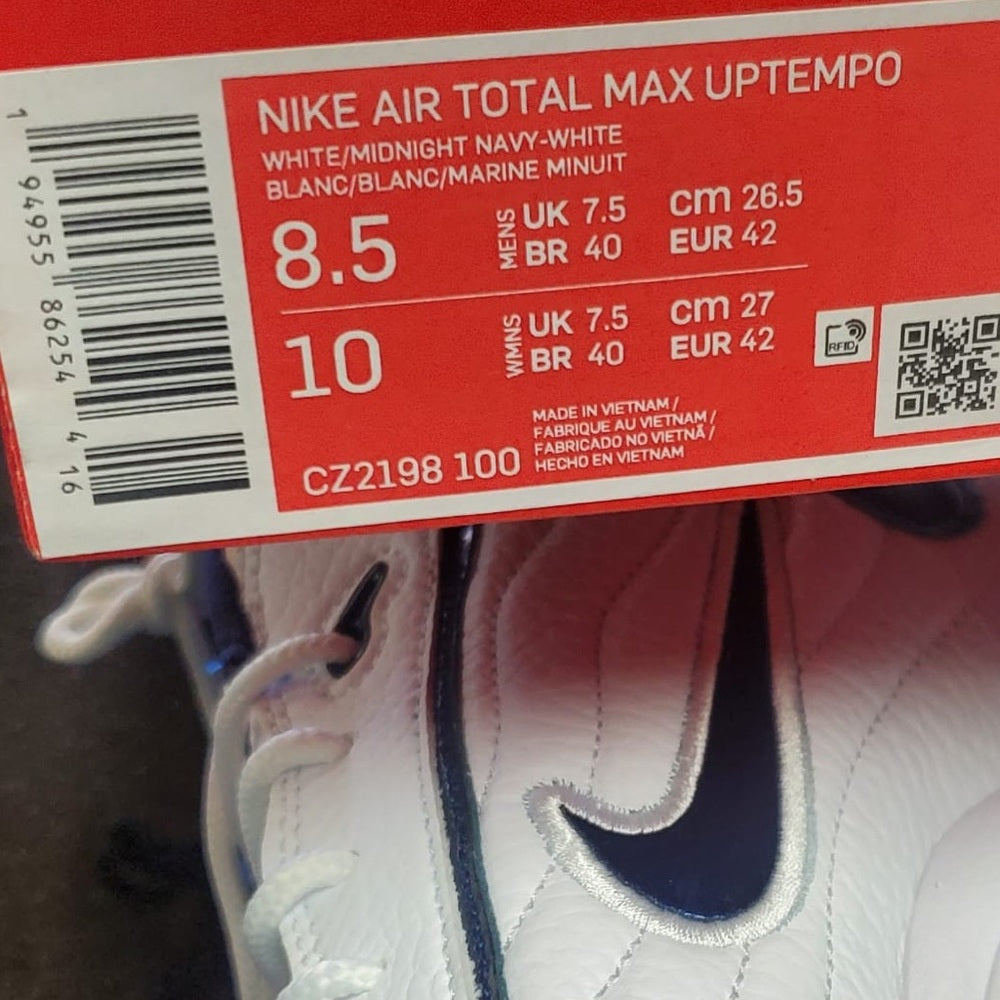 NIKE AIR TOTAL MAX UPTEMPO
WHITE/MIDNIGHT NAVY-WHITE
BLANC/BLANC/MARINE MINUIT
8.5
MENS
UK 7.5 cm 26.5
BR 40 EUR 42
10
WMNS
UK 7.5 cm 27
BR 40 EUR 42
RFID
CZ2198 100
MADE IN VIETNAM /
FABRIQUE AU VIETNAM /
FABRICADO NO VIETNÃ /
HECHO EN VIETNAM
1 94955 86254 4 16